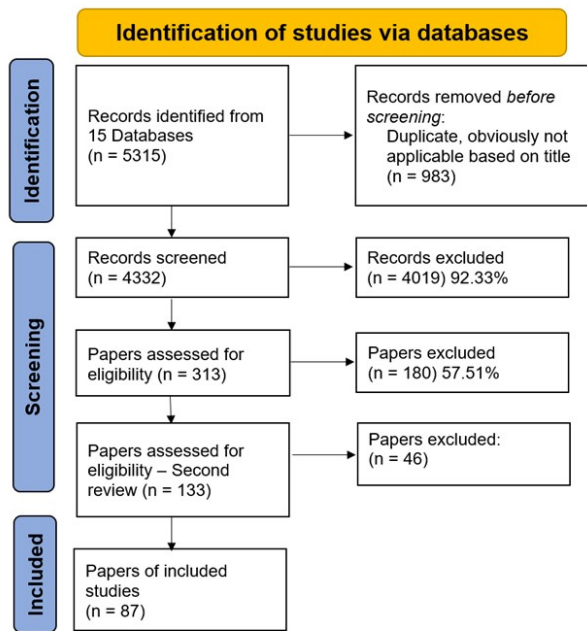 Identification of studies via databases
Identification
Records identified from
15 Databases
(n = 5315)
Records removed before
screening:
Duplicate, obviously not
applicable based on title
(n = 983)
Screening
Records screened
(n = 4332)
Records excluded
(n = 4019) 92.33%
Papers assessed for
eligibility (n = 313)
Papers excluded
(n = 180) 57.51%
Papers assessed for
eligibility – Second
review (n = 133)
Papers excluded:
(n = 46)
Included
Papers of included
studies
(n = 87)